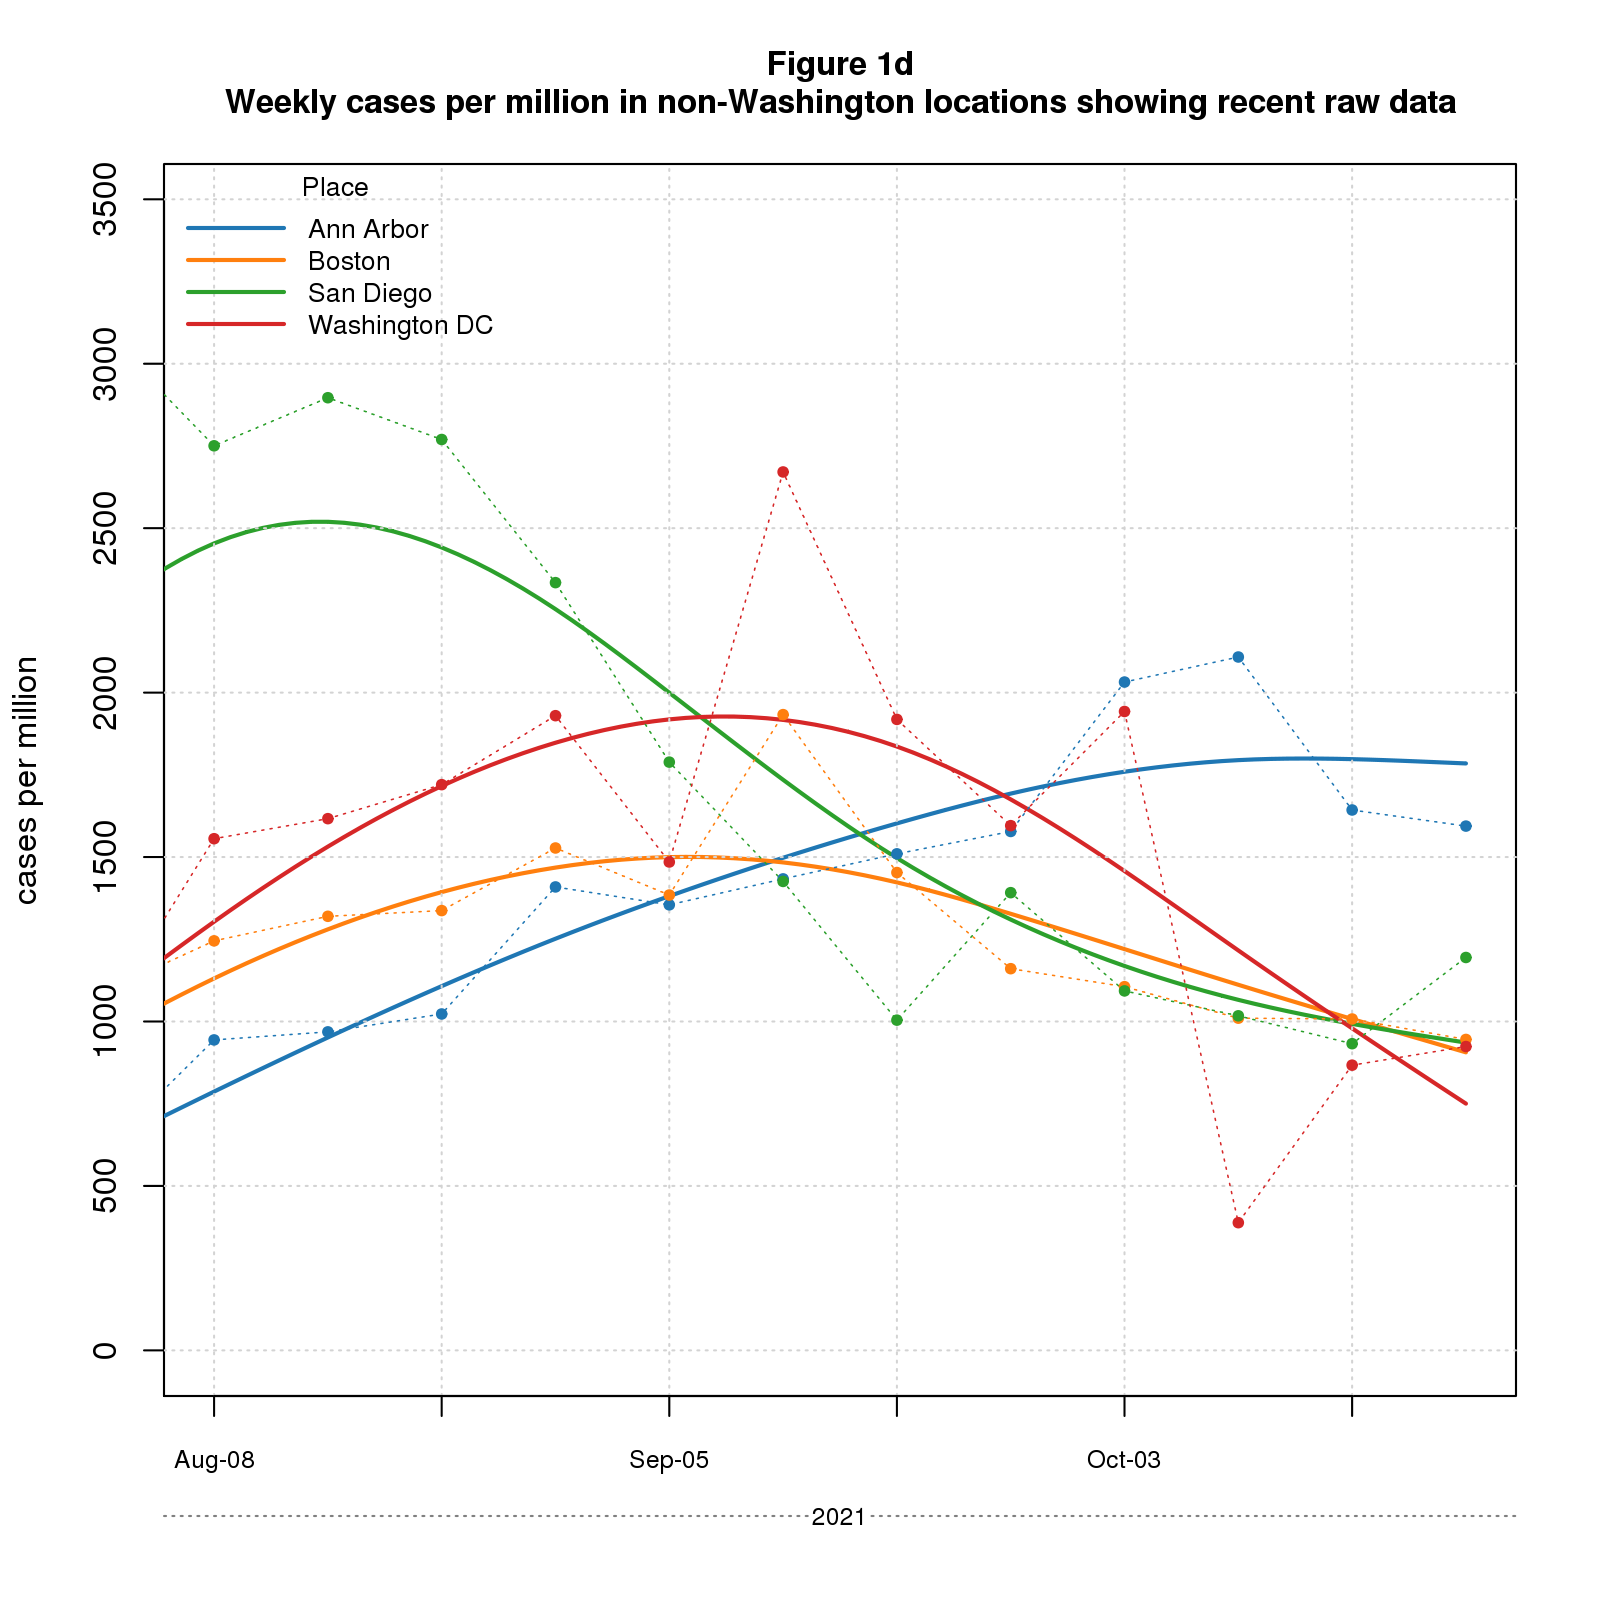 Figure 1d
Weekly cases per million in non-Washington locations showing recent raw data
Place
Ann Arbor
Boston
San Diego
Washington DC
cases per million
3500
3000
2500
2000
1500
1000
500
0
Aug-08
Sep-05
Oct-03
2021